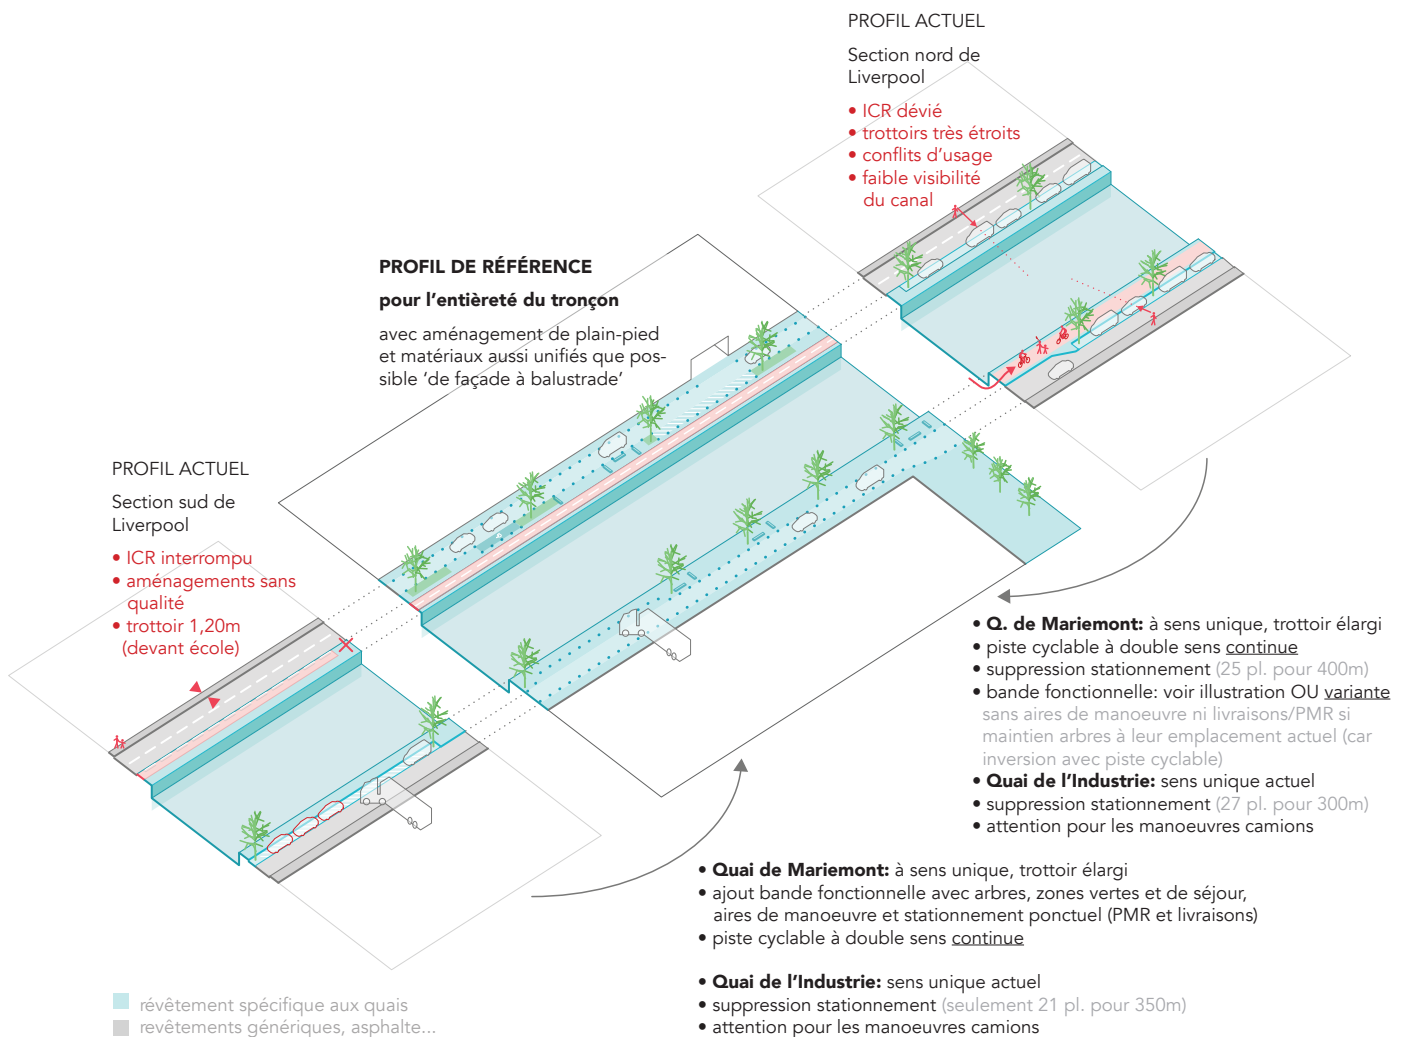 PROFIL ACTUEL
Section nord de
Liverpool
• ICR dévié
• trottoirs très étroits
• conflits d'usage
• faible visibilité
du canal
PROFIL DE RÉFÉRENCE
pour l'entièreté du tronçon
avec aménagement de plain-pied
et matériaux aussi unifiés que pos-
sible 'de façade à balustrade'
PROFIL ACTUEL
Section sud de
Liverpool
• ICR interrompu
• aménagements sans
qualité
• trottoir 1,20m
(devant école)
• Q. de Mariemont: à sens unique, trottoir élargi
• piste cyclable à double sens continue
• suppression stationnement (25 pl. pour 400m)
• bande fonctionnelle: voir illustration OU variante
sans aires de manoeuvre ni livraisons/PMR si
maintien arbres à leur emplacement actuel (car
inversion avec piste cyclable)
• Quai de l'Industrie: sens unique actuel
• suppression stationnement (27 pl. pour 300m)
• attention pour les manoeuvres camions
• Quai de Mariemont: à sens unique, trottoir élargi
• ajout bande fonctionnelle avec arbres, zones vertes et de séjour,
aires de manoeuvre et stationnement ponctuel (PMR et livraisons)
• piste cyclable à double sens continue
• Quai de l'Industrie: sens unique actuel
• suppression stationnement (seulement 21 pl. pour 350m)
• attention pour les manoeuvres camions
révêtement spécifique aux quais
revêtements génériques, asphalte...